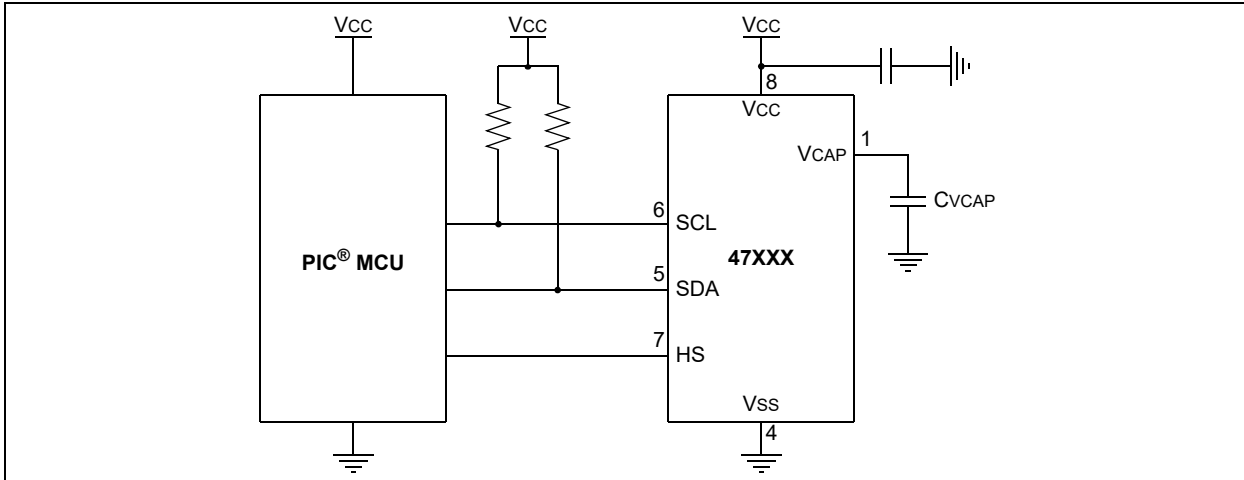 VCC
VCC
VCC
8
VCC
1
VCAP
CVCAP
6
SCL
PIC® MCU
47XXX
5
SDA
7
HS
VSS
4